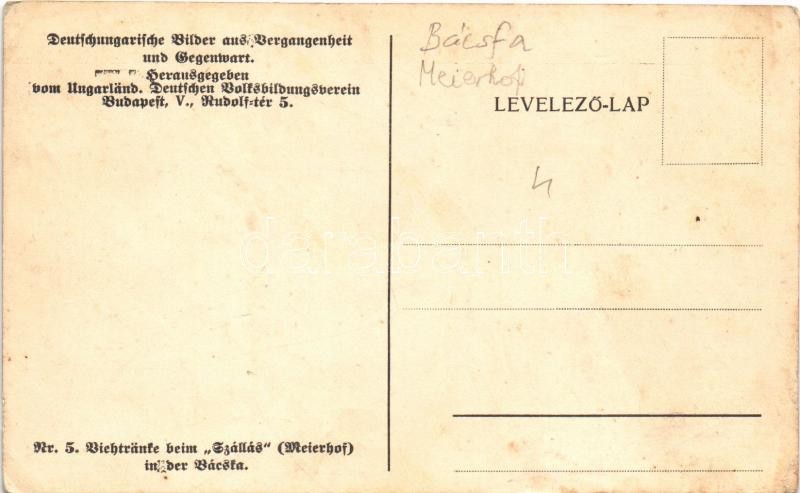 Deutschungarische Bilder aus Vergangenheit
und Gegenwart.
Herausgegeben
vom Ungarländ. Deutschen Volksbildungsverein
Budapest, V., Rudolf-tér 5.
Nr. 5. Viehtränke beim „Szállás“ (Meierhof)
in der Bácska.
Bácsfa
Meierhof
LEVELEZŐ-LAP
4
darabanth